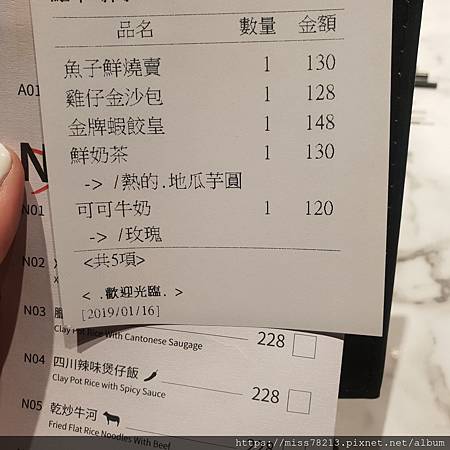 品名 數量 金額
魚子鮮燒賣 1 130
雞仔金沙包 1 128
金牌蝦餃皇 1 148
鮮奶茶 1 130
-> /熱的.地瓜芋圓
可可牛奶 1 120
-> /玫瑰
<共5項>
< .歡迎光臨. >
[2019/01/16]
A01
N
N01
N02
N03
Clay Pot Rice With Cantonese Saugage
228
N04 四川辣味煲仔飯
Clay Pot Rice with Spicy Sauce
228
N05 乾炒牛河
Fried Flat Rice Noodles With Beef
228
https://miss78213.pixnet.net/album